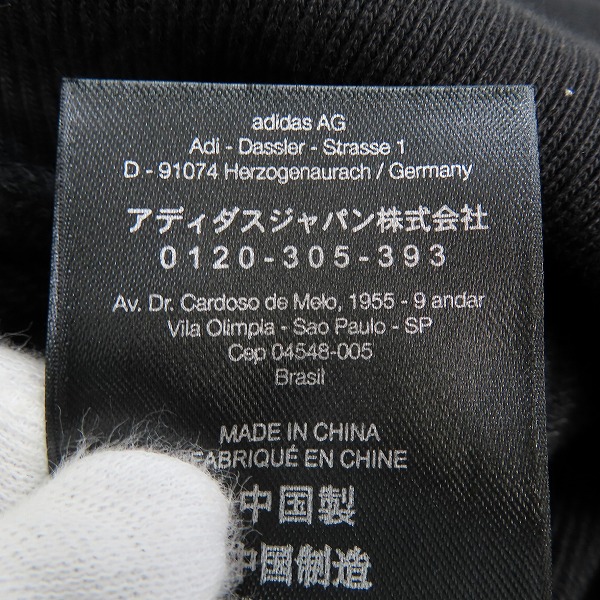 adidas AG
Adi - Dassler - Strasse 1
D - 91074 Herzogenaurach / Germany
アディダスジャパン株式会社
0120-305-393
Av. Dr. Cardoso de Melo, 1955 - 9 andar
Vila Olimpia - Sao Paulo - SP
Cep 04548-005
Brasil
MADE IN CHINA
FABRIQUÉ EN CHINE
中国製
中国制造